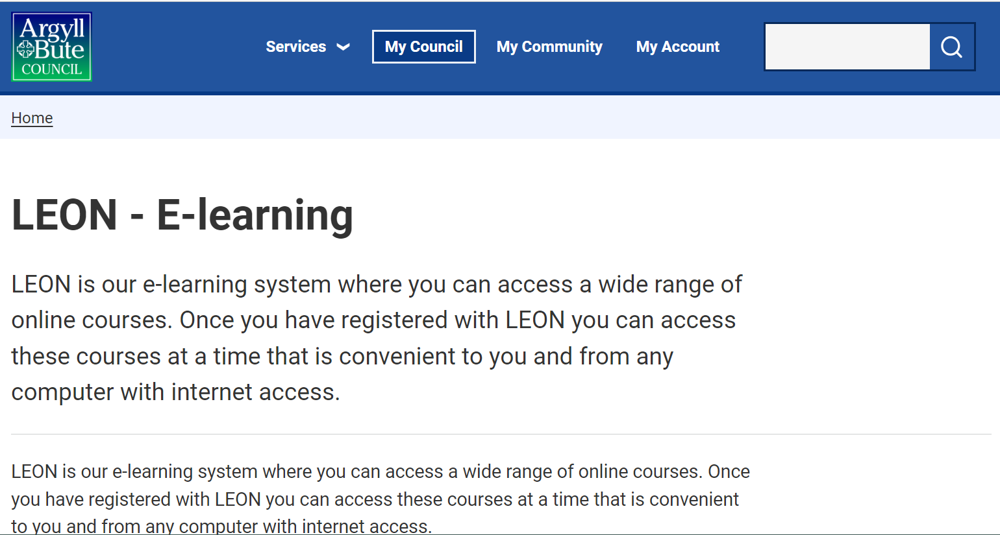 Argyll
Bute
COUNCIL
Services
My Council
My Community
My Account
Home
LEON - E-learning
LEON is our e-learning system where you can access a wide range of
online courses. Once you have registered with LEON you can access
these courses at a time that is convenient to you and from any
computer with internet access.
LEON is our e-learning system where you can access a wide range of online courses. Once
you have registered with LEON you can access these courses at a time that is convenient
to you and from any computer with internet access.